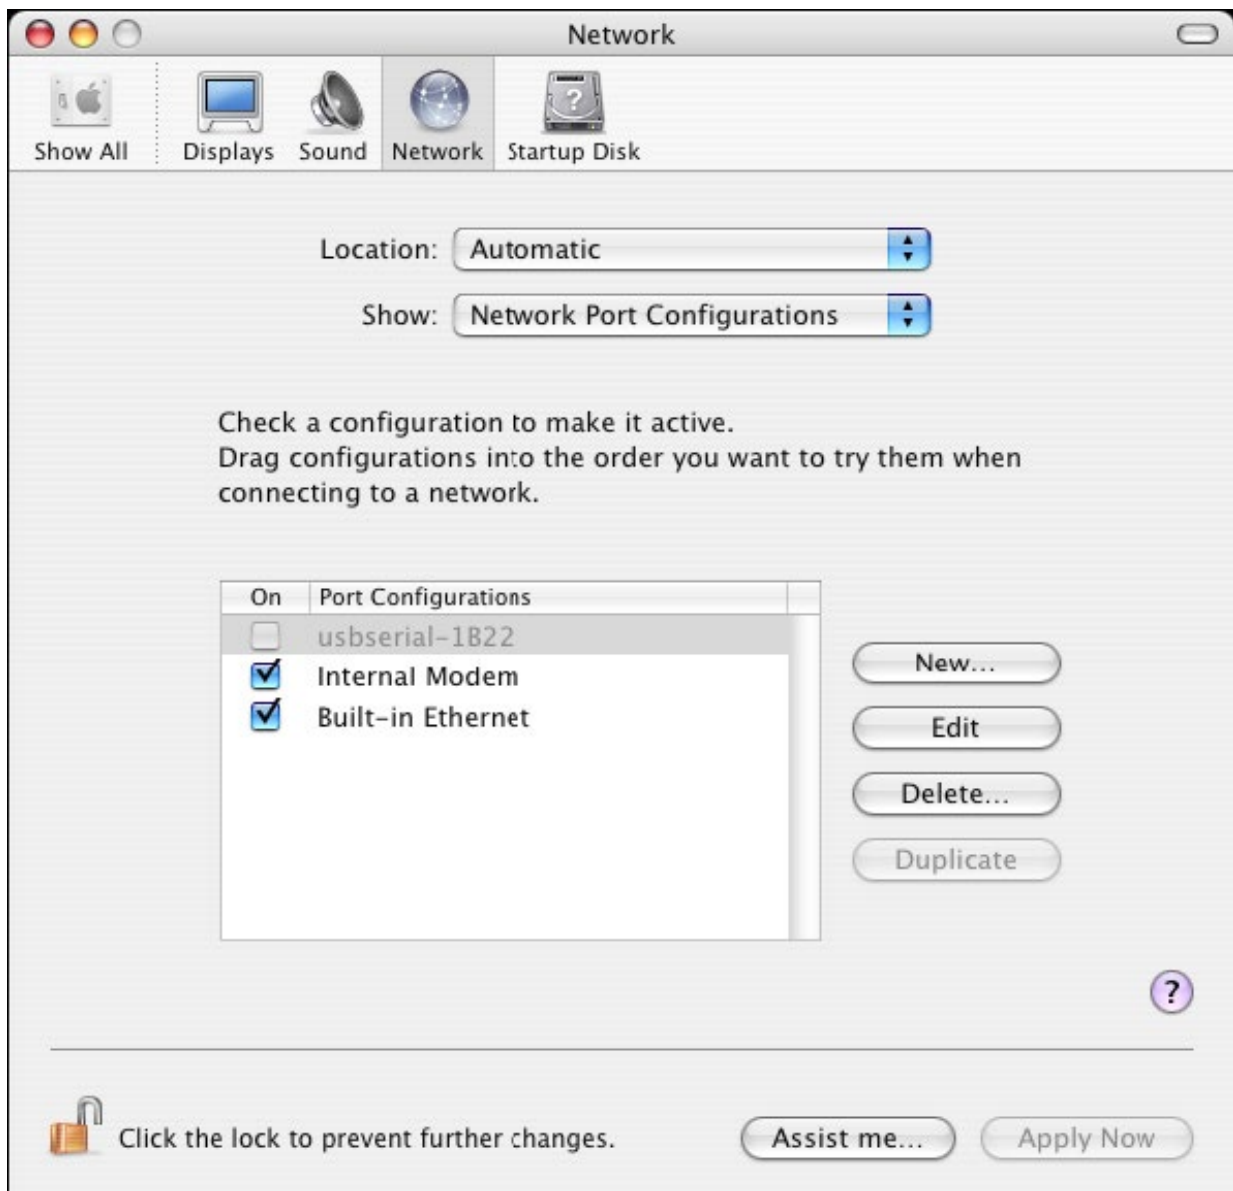 Network
Show All
Displays
Sound
Network
Startup Disk
Location: Automatic
Show: Network Port Configurations
Check a configuration to make it active.
Drag configurations into the order you want to try them when
connecting to a network.
On Port Configurations
usbserial-1B22
Internal Modem
Built-in Ethernet
New...
Edit
Delete...
Duplicate
?
Click the lock to prevent further changes.
Assist me...
Apply Now